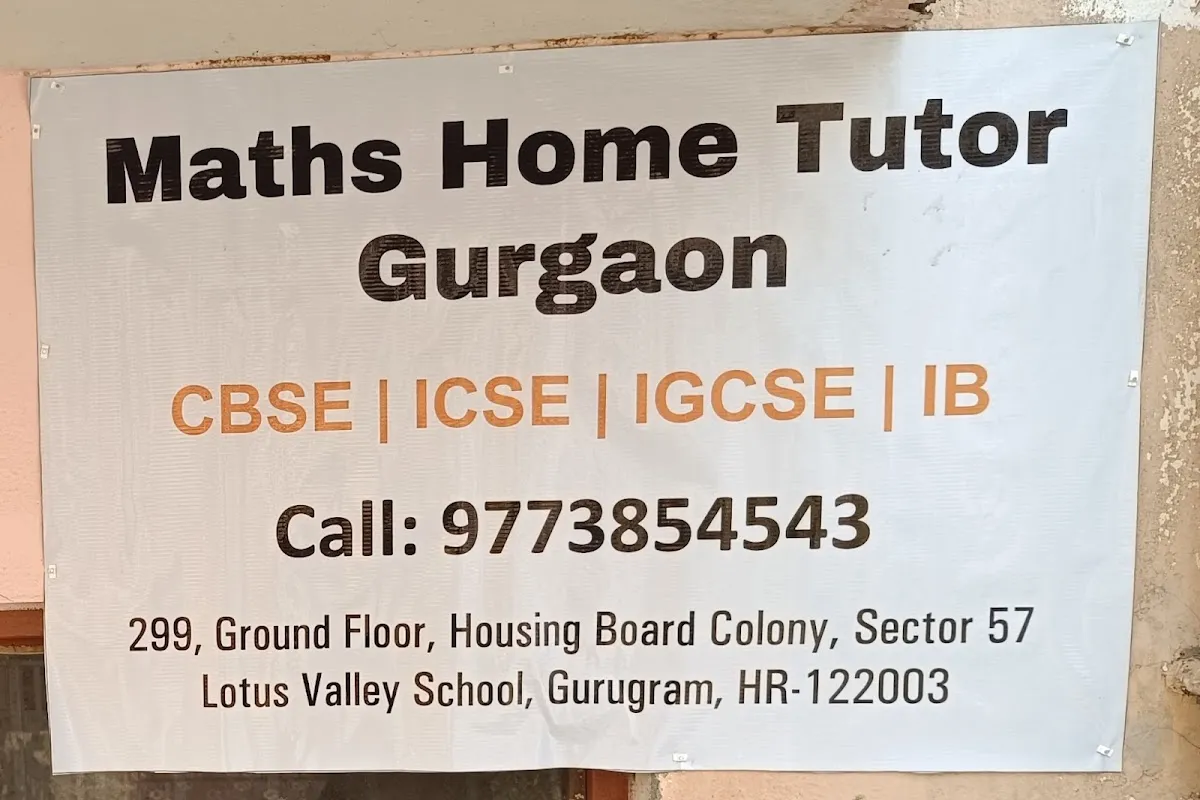 Maths Home Tutor
Gurgaon
CBSE | ICSE | IGCSE | IB
Call: 9773854543
299, Ground Floor, Housing Board Colony, Sector 57
Lotus Valley School, Gurugram, HR-122003